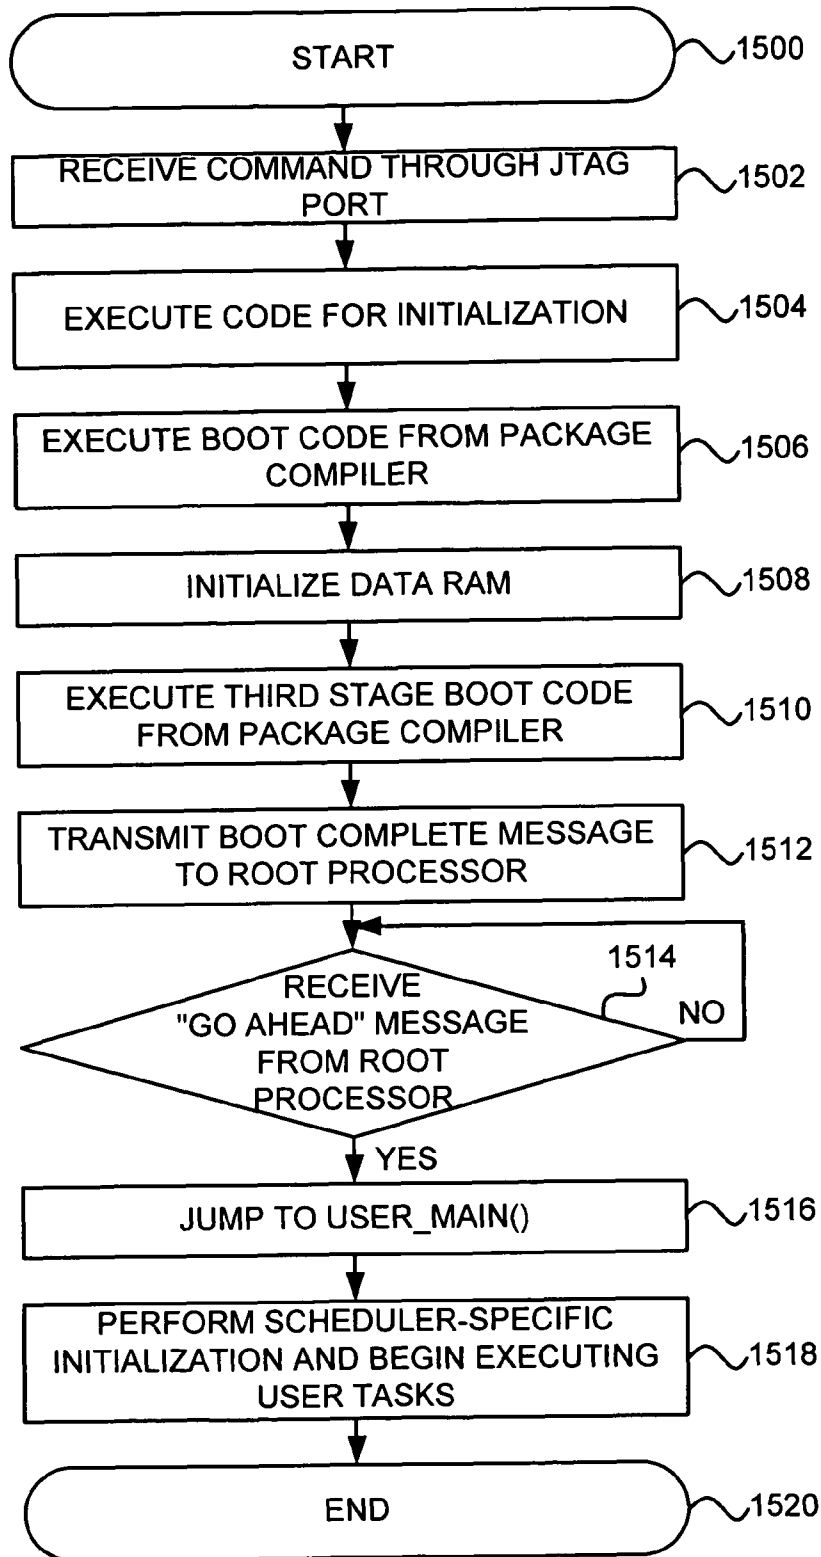 START
1500
RECEIVE COMMAND THROUGH JTAG
PORT
1502
EXECUTE CODE FOR INITIALIZATION
1504
EXECUTE BOOT CODE FROM PACKAGE
COMPILER
1506
INITIALIZE DATA RAM
1508
EXECUTE THIRD STAGE BOOT CODE
FROM PACKAGE COMPILER
1510
TRANSMIT BOOT COMPLETE MESSAGE
TO ROOT PROCESSOR
1512
RECEIVE
"GO AHEAD" MESSAGE
FROM ROOT
PROCESSOR
1514
NO
YES
JUMP TO USER_MAIN()
1516
PERFORM SCHEDULER-SPECIFIC
INITIALIZATION AND BEGIN EXECUTING
USER TASKS
1518
END
1520